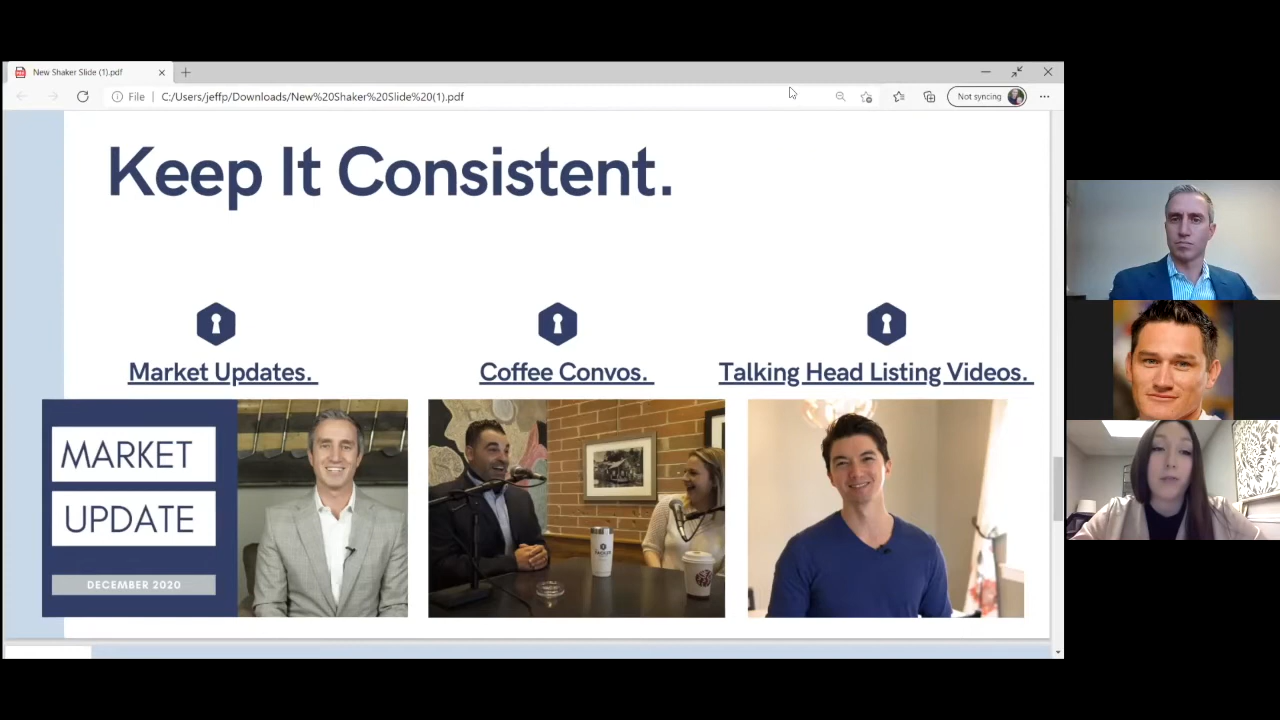 New Shaker Slide (1).pdf
File
C:/Users/jeffp/Downloads/New%20Shaker%20Slide%20(1).pdf
Not syncing
Keep It Consistent.
Market Updates.
Coffee Convos.
Talking Head Listing Videos.
MARKET
UPDATE
DECEMBER 2020